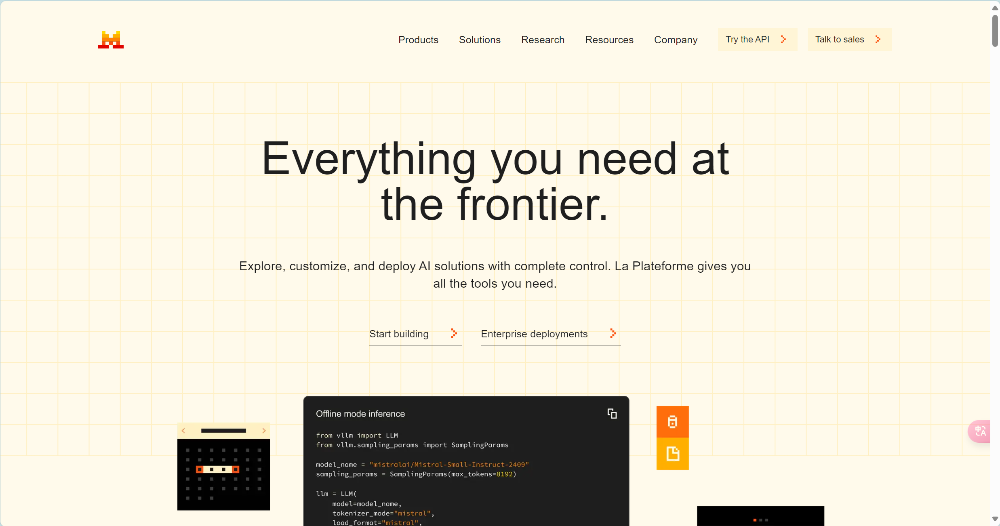 Products Solutions Research Resources Company Try the API Talk to sales
Everything you need at
the frontier.
Explore, customize, and deploy AI solutions with complete control. La Plateforme gives you
all the tools you need.
Start building Enterprise deployments
Offline mode inference
from vllm import LLM
from vllm.sampling_params import SamplingParams
model_name = "mistralai/Mistral-Small-Instruct-2409"
sampling_params = SamplingParams(max_tokens=8192)
llm = LLM(
model=model_name,
tokenizer_mode="mistral",
load_format="mistral",
中A